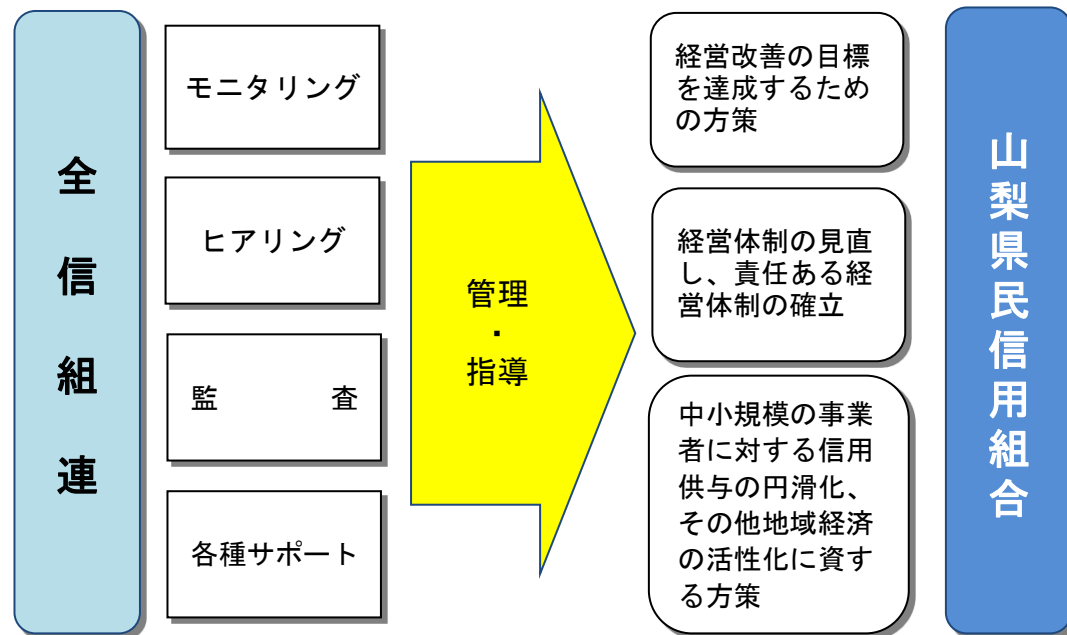 全信組連
モニタリング
ヒアリング
監　　　査
各種サポート
管理
・
指導
経営改善の目標
を達成するため
の方策
経営体制の見直
し、責任ある経
営体制の確立
中小規模の事業
者に対する信用
供与の円滑化、
その他地域経済
の活性化に資す
る方策
山梨県民信用組合